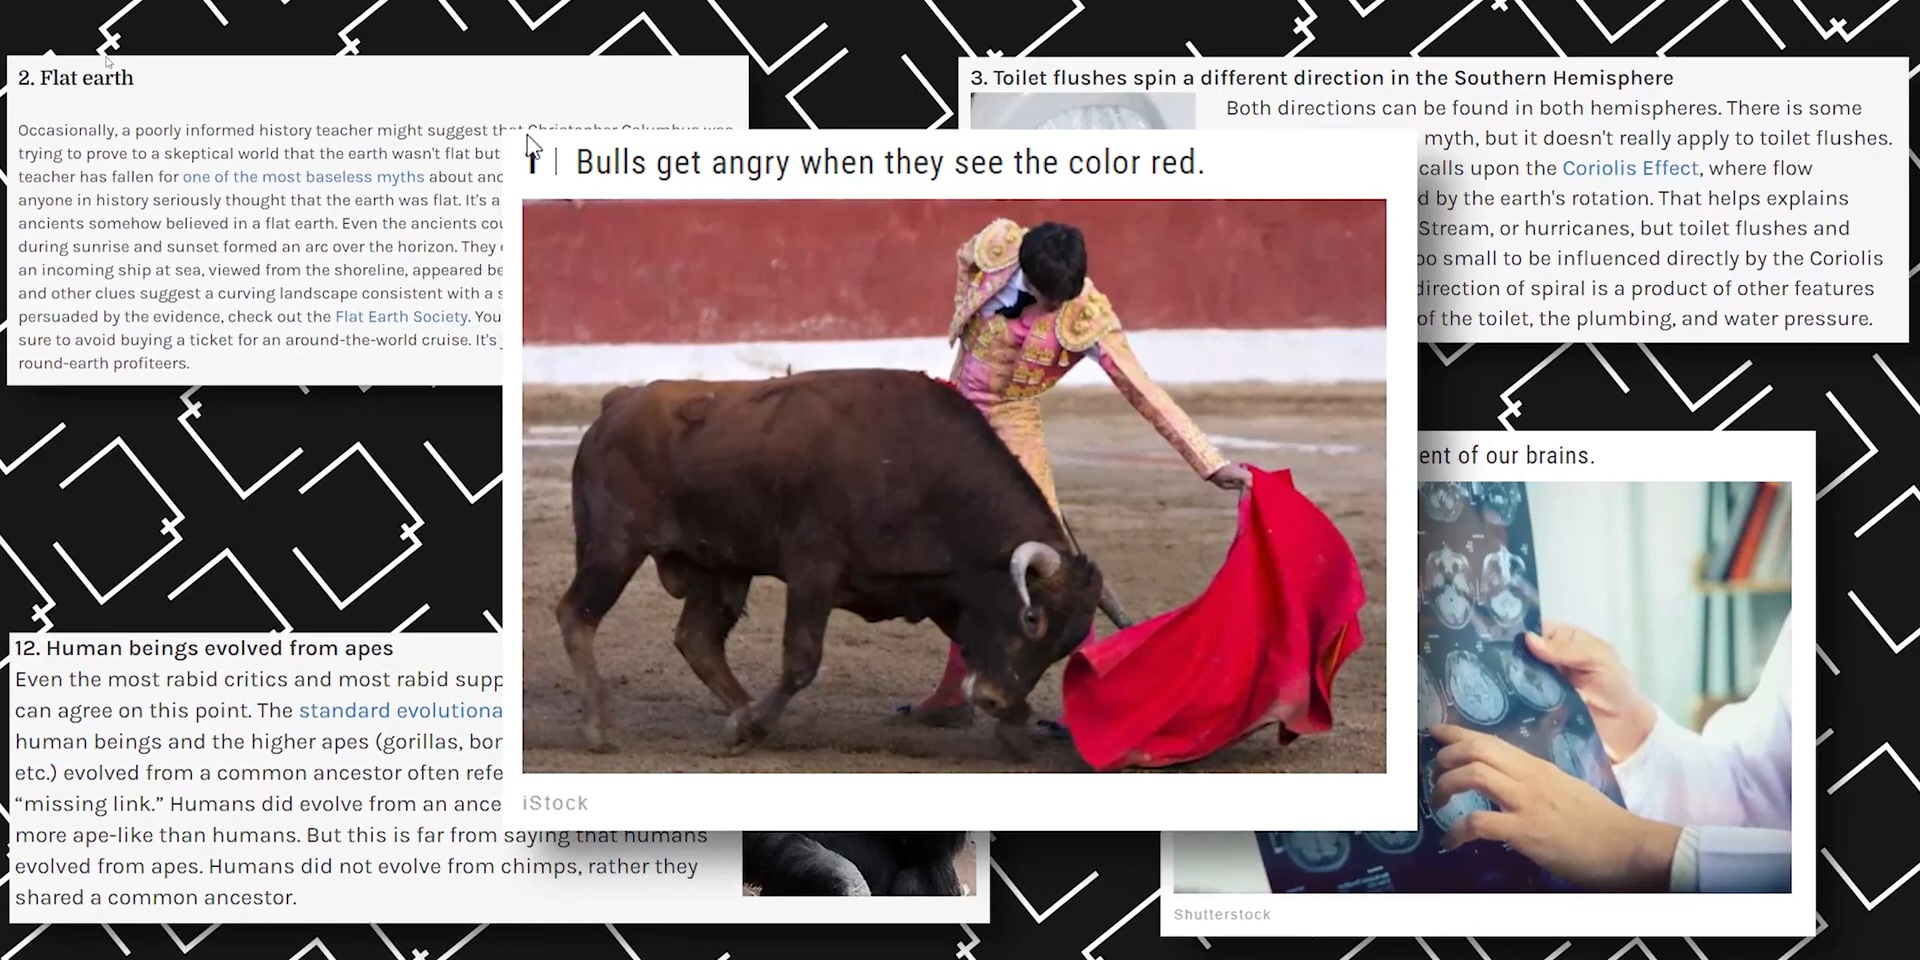 2. Flat earth
Occasionally, a poorly informed history teacher might suggest that Christopher Columbus was
trying to prove to a skeptical world that the earth wasn't flat but
teacher has fallen for one of the most baseless myths about
anyone in history seriously thought that the earth was flat. It's a
ancients somehow believed in a flat earth. Even the ancients
during sunrise and sunset formed an arc over the horizon. They
an incoming ship at sea, viewed from the shoreline, appeared
and other clues suggest a curving landscape consistent with a
persuaded by the evidence, check out the Flat Earth Society. You
sure to avoid buying a ticket for an around-the-world cruise. It's
round-earth profiteers.
3. Toilet flushes spin a different direction in the Southern Hemisphere
Both directions can be found in both hemispheres. There is some
myth, but it doesn't really apply to toilet flushes.
calls upon the Coriolis Effect, where flow
by the earth's rotation. That helps explains
Stream, or hurricanes, but toilet flushes and
small to be influenced directly by the Coriolis
direction of spiral is a product of other features
of the toilet, the plumbing, and water pressure.
1 | Bulls get angry when they see the color red.
iStock
of our brains.
Shutterstock
12. Human beings evolved from apes
Even the most rabid critics and most rabid
can agree on this point. The standard
human beings and the higher apes (gorillas,
etc.) evolved from a common ancestor often
“missing link.” Humans did evolve from an
more ape-like than humans. But this is far from saying that humans
evolved from apes. Humans did not evolve from chimps, rather they
shared a common ancestor.